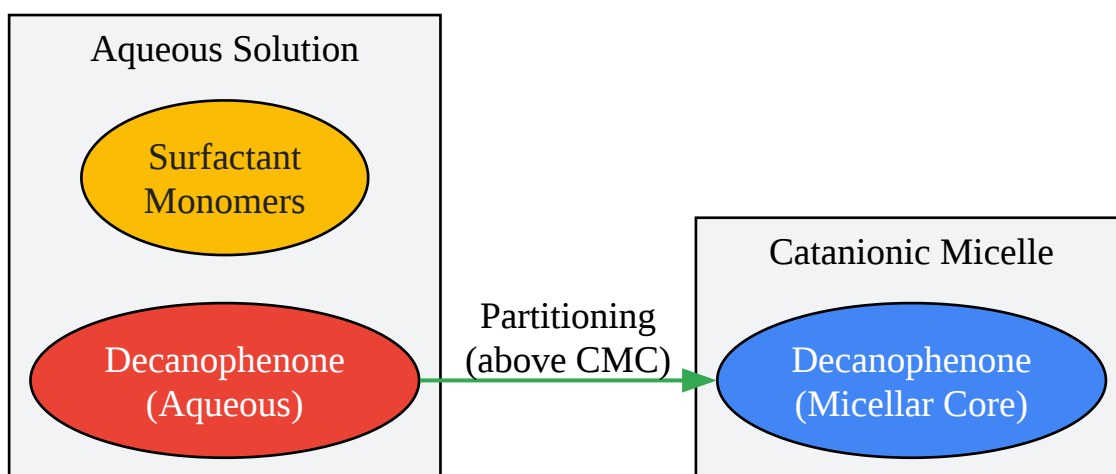 Aqueous Solution
Surfactant
Monomers
Decanophenone
(Aqueous)
Partitioning
(above CMC)
Catanionic Micelle
Decanophenone
(Micellar Core)